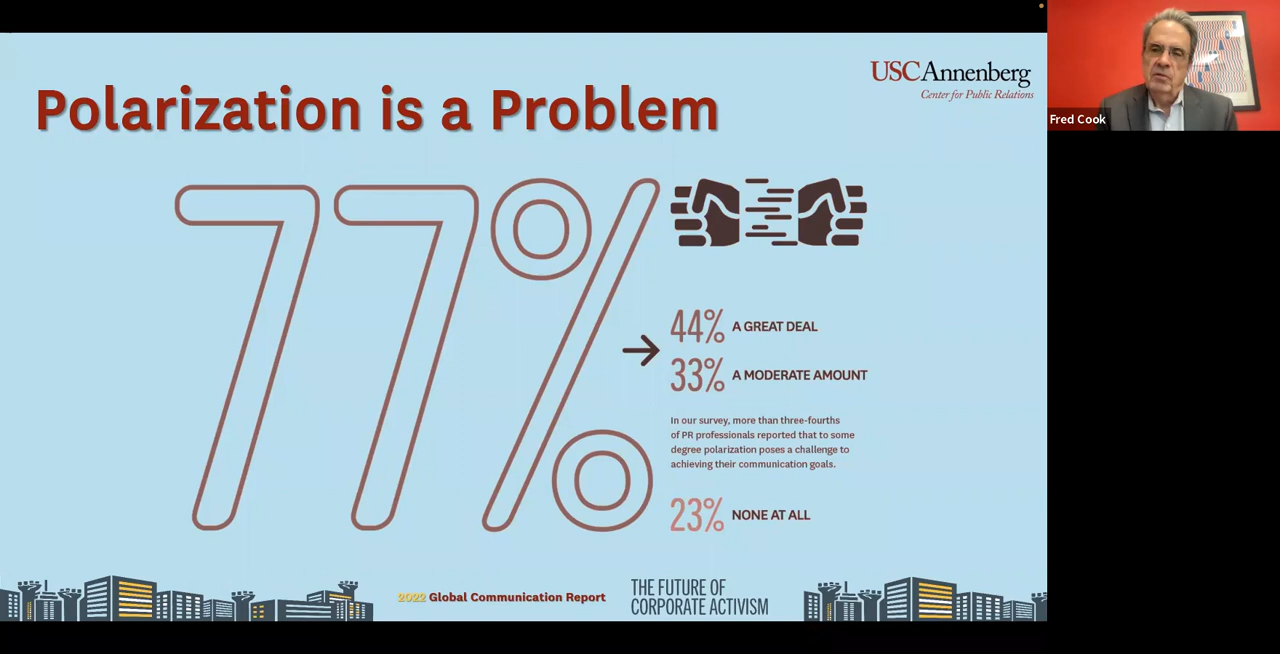 USC Annenberg
Center for Public Relations
Polarization is a Problem
Fred Cook
77%
44% A GREAT DEAL
33% A MODERATE AMOUNT
In our survey, more than three-fourths
of PR professionals reported that to some
degree polarization poses a challenge to
achieving their communication goals.
23% NONE AT ALL
2022 Global Communication Report
THE FUTURE OF
CORPORATE ACTIVISM